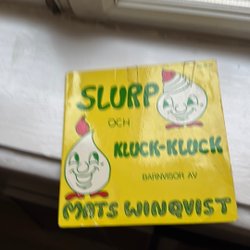 SLURP
OCH
KLUCK-KLUCK
BARNVISOR AV
MATS WINQVIST